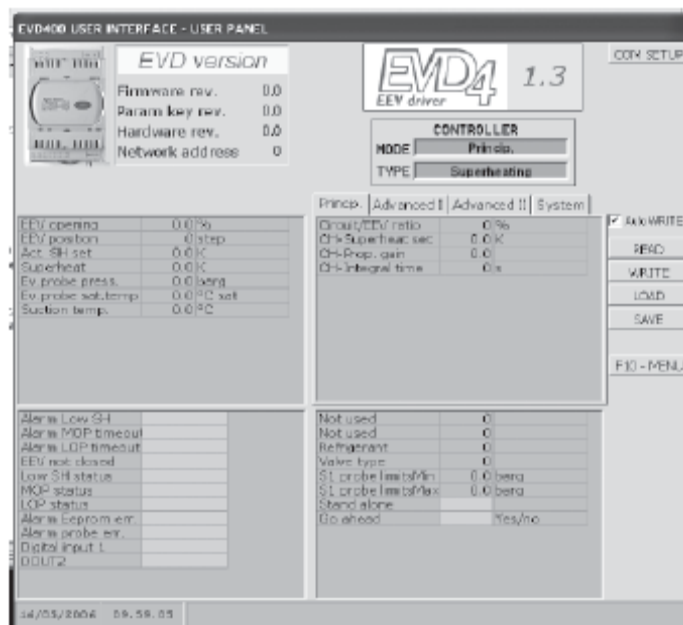 EVD400 USER INTERFACE - USER PANEL
EVD version
Firmware rev. 0.0
Param key rev. 0.0
Hardware rev. 0.0
Network address 0
EVD4
EEV driver
1.3
COM SETUP
CONTROLLER
MODE Princip.
TYPE Superheating
Princip. Advanced I Advanced II System
EEV opening 0.0 %
EEV position 0 step
Act. SH set 0.0 K
Superheat 0.0 K
Ev. probe press. 0.0 barg
Ev. probe sat.temp 0.0 °C sat
Suction temp. 0.0 °C
Circuit/EEV ratio 0 %
CH-Superheat sec 0.0 K
CH-Prop. gain 0.0
CH-Integral time 0 s
Auto WRITE
READ
WRITE
LOAD
SAVE
F10 - MENU
Alarm Low SH
Alarm MOP timeout
Alarm LOP timeout
EEV not closed
Low SH status
MOP status
LOP status
Alarm Eeprom err.
Alarm probe err.
Digital input 1
DOUT2
Not used 0
Not used 0
Refrigerant 0
Valve type 0
S1 probe limitsMin 0.0 barg
S1 probe limitsMax 0.0 barg
Stand alone
Go ahead Yes/no
16/05/2006 09.59.05